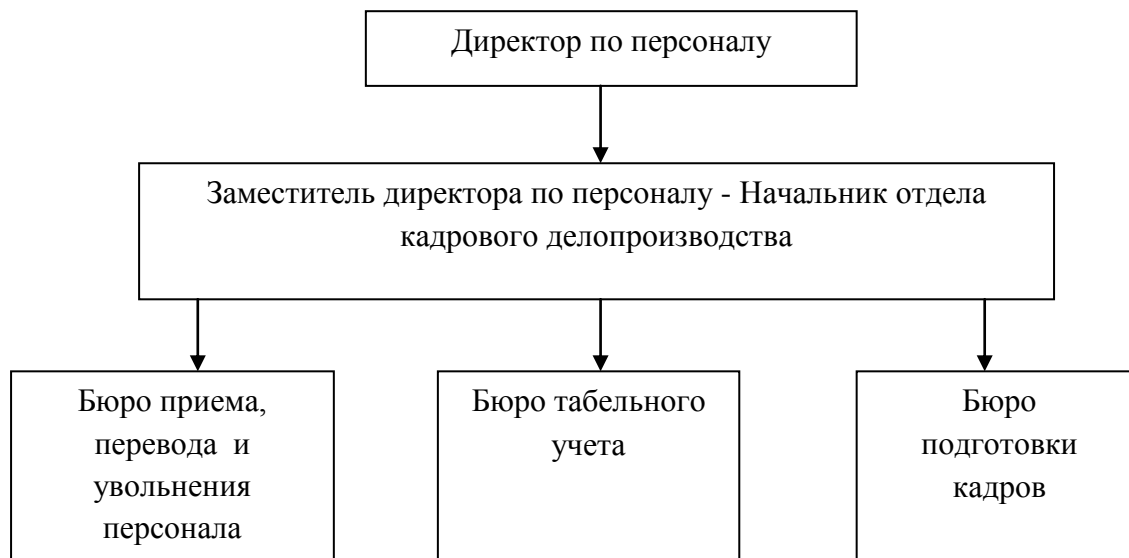 Директор по персоналу
Заместитель директора по персоналу - Начальник отдела
кадрового делопроизводства
Бюро приема,
перевода и
увольнения
персонала
Бюро табельного
учета
Бюро
подготовки
кадров